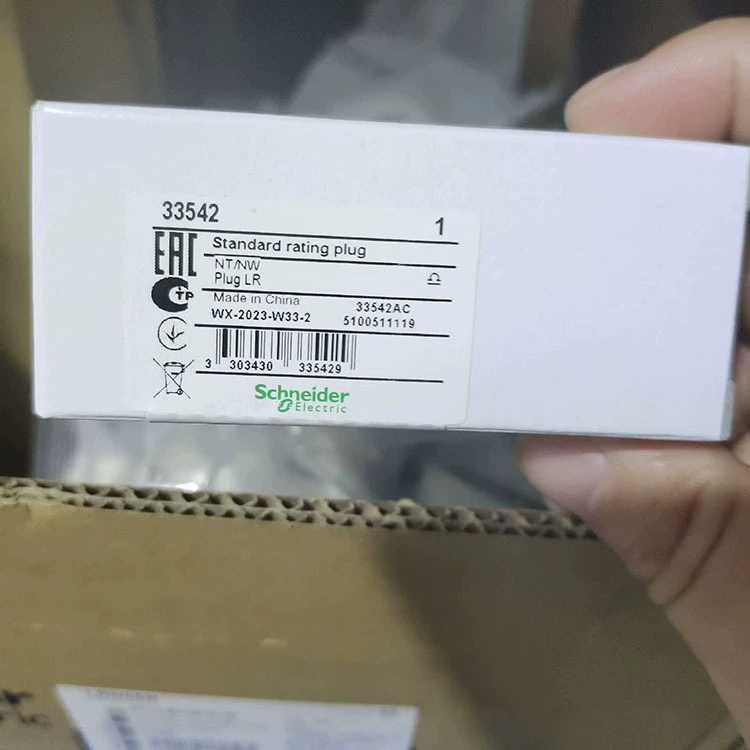 33542
1
EAC
Standard rating plug
NT/NW
Plug LR
TP
Made in China
33542AC
WX-2023-W33-2
5100511119
3 303430 335429
Schneider
Electric